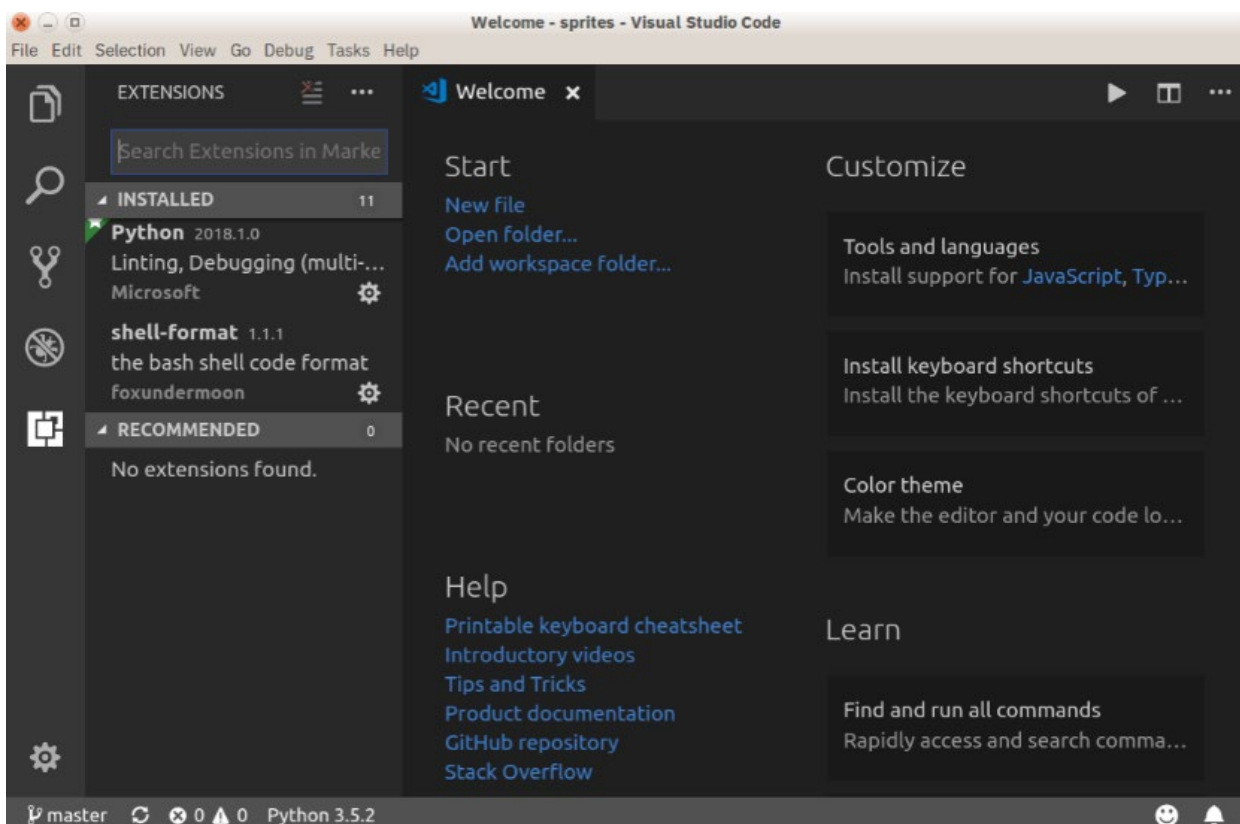 Welcome - sprites - Visual Studio Code
File Edit Selection View Go Debug Tasks Help
EXTENSIONS
Search Extensions in Marke
INSTALLED 11
Python 2018.1.0
Linting, Debugging (multi-...
Microsoft
shell-format 1.1.1
the bash shell code format
foxundermoon
RECOMMENDED 0
No extensions found.
Welcome
Start
New file
Open folder...
Add workspace folder...
Recent
No recent folders
Help
Printable keyboard cheatsheet
Introductory videos
Tips and Tricks
Product documentation
GitHub repository
Stack Overflow
Customize
Tools and languages
Install support for JavaScript, Typ...
Install keyboard shortcuts
Install the keyboard shortcuts of ...
Color theme
Make the editor and your code lo...
Learn
Find and run all commands
Rapidly access and search comma...
master 0 0 Python 3.5.2